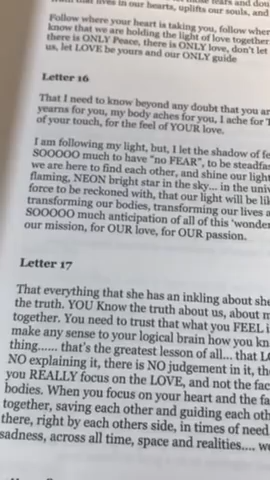 lives in our hearts, uplifts our souls, and
Follow where your heart is taking you, follow wher
know that we are holding the light of love together
there is ONLY Peace, there is ONLY love, don't let
us, let LOVE be yours and our ONLY guide
Letter 16
That I need to know beyond any doubt that you ar
yearns for you, my body aches for you, I ache for T
of your touch, for the feel of YOUR love.
I am following my light, but, I let the shadow of fe
SOOOOO much to have "no FEAR", to be steadfas
we are here to find each other, and shine our light
flaming, NEON bright star in the sky... in the univ
force to be reckoned with, that our light will be lik
transforming our bodies, transforming our lives a
SOOOOO much anticipation of all of this 'wonder
our mission, for OUR love, for OUR passion.
Letter 17
That everything that she has an inkling about she
the truth. YOU Know the truth about us, about m
together. You need to trust that what you FEEL i
make any sense to your logical brain how you kn
thing...... that's the greatest lesson of all... that L
NO explaining it, there is NO judgement in it, th
you REALLY focus on the LOVE, and not the fac
bodies. When you focus on your heart and the fa
together, saving each other and guiding each oth
there, right by each others side, in times of need
sadness, across all time, space and realities.... w